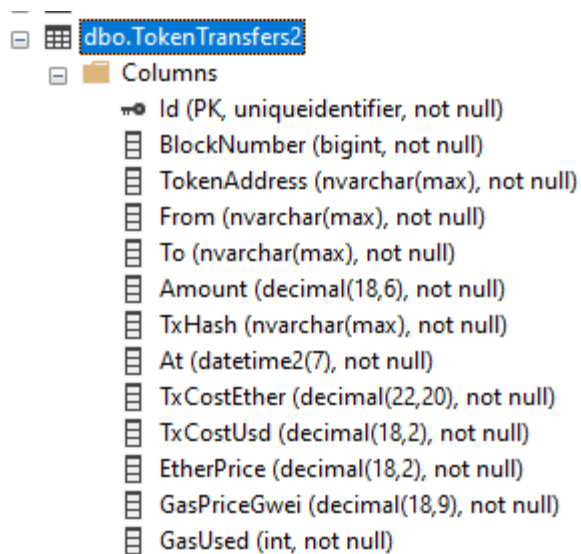 dbo.TokenTransfers2
Columns
Id (PK, uniqueidentifier, not null)
BlockNumber (bigint, not null)
TokenAddress (nvarchar(max), not null)
From (nvarchar(max), not null)
To (nvarchar(max), not null)
Amount (decimal(18,6), not null)
TxHash (nvarchar(max), not null)
At (datetime2(7), not null)
TxCostEther (decimal(22,20), not null)
TxCostUsd (decimal(18,2), not null)
EtherPrice (decimal(18,2), not null)
GasPriceGwei (decimal(18,9), not null)
GasUsed (int, not null)